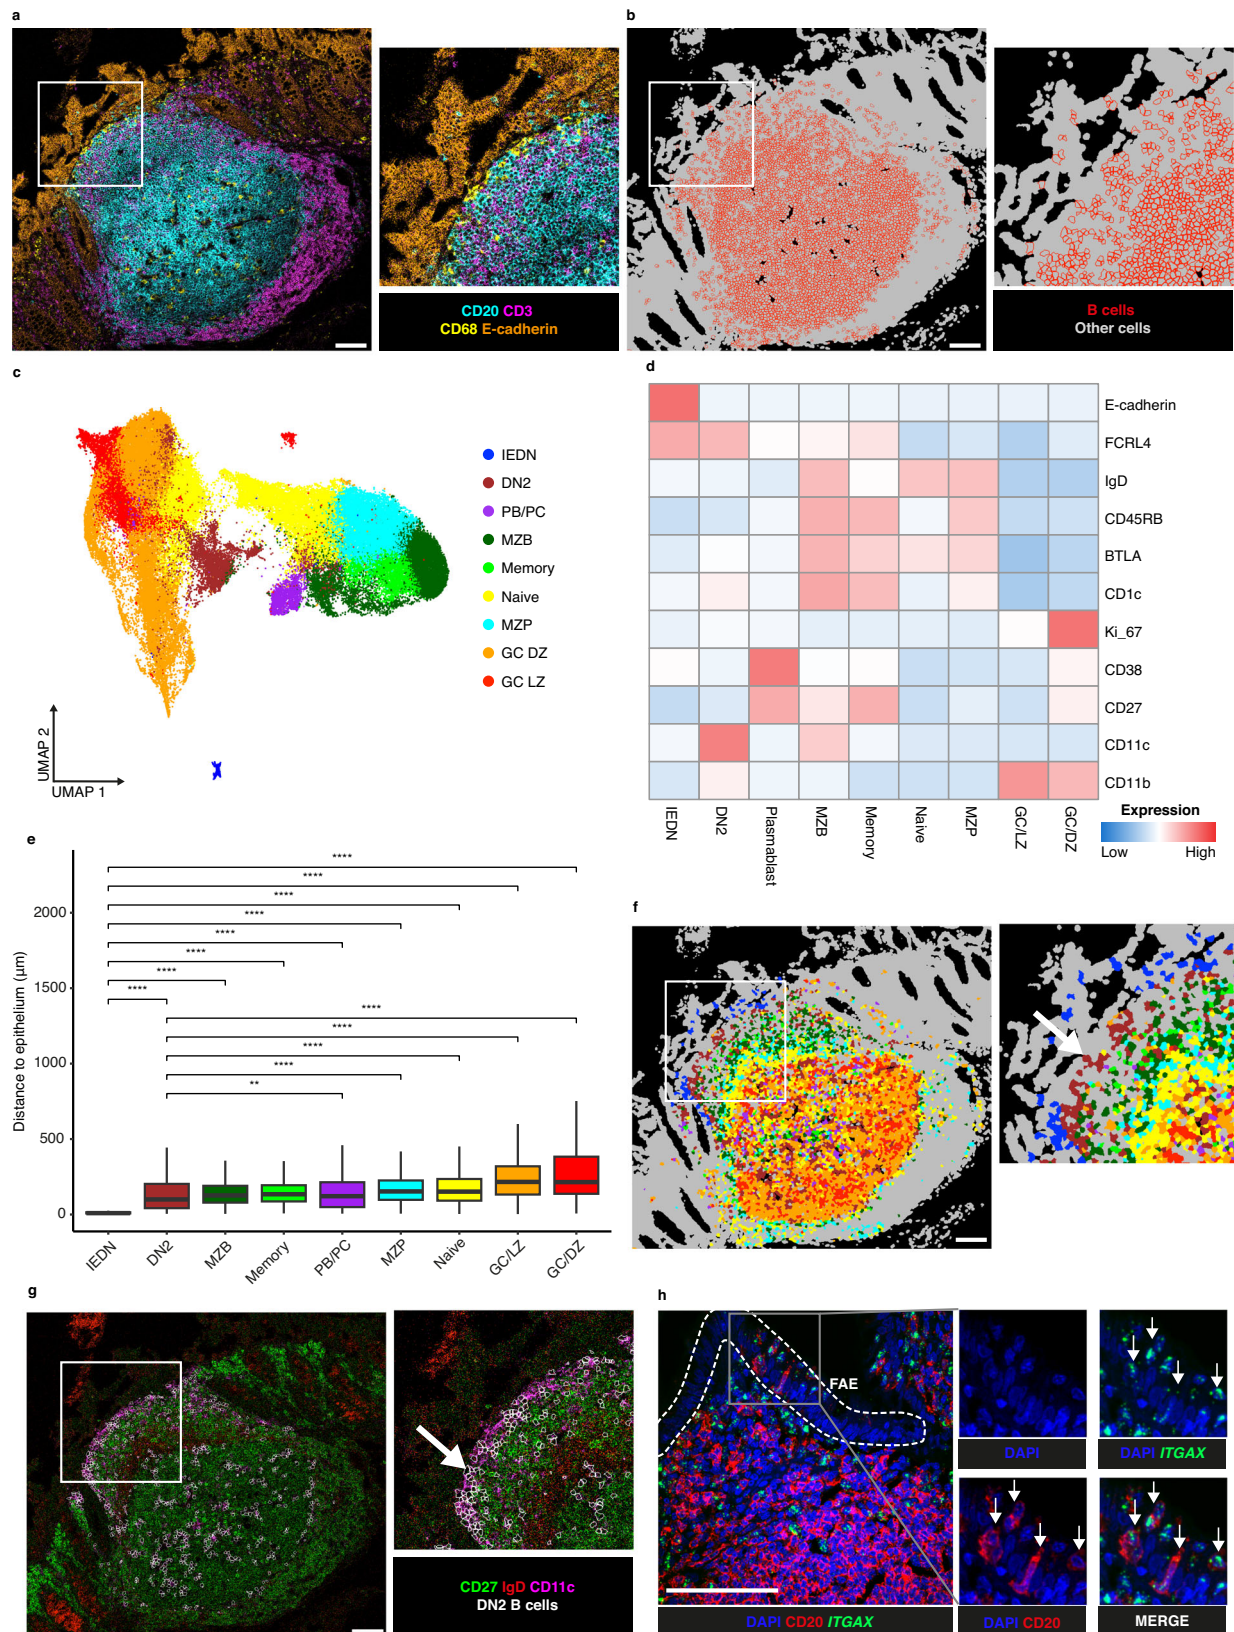 a
CD20 CD3
CD68 E-cadherin
b
B cells
Other cells
c
IEDN
DN2
PB/PC
MZB
Memory
Naive
MZP
GC DZ
GC LZ
UMAP 2
UMAP 1
d
E-cadherin
FCRL4
IgD
CD45RB
BTLA
CD1c
Ki_67
CD38
CD27
CD11c
CD11b
IEDN
DN2
Plasmablast
MZB
Memory
Naive
MZP
GC/LZ
GC/DZ
Expression
Low High
e
Distance to epithelium (µm)
2000
1500
1000
500
0
****
****
****
****
****
****
****
****
****
****
****
****
**
IEDN
DN2
MZB
Memory
PB/PC
MZP
Naive
GC/LZ
GC/DZ
f
g
CD27 IgD CD11c
DN2 B cells
h
FAE
DAPI CD20 ITGAX
DAPI
DAPI ITGAX
DAPI CD20
MERGE